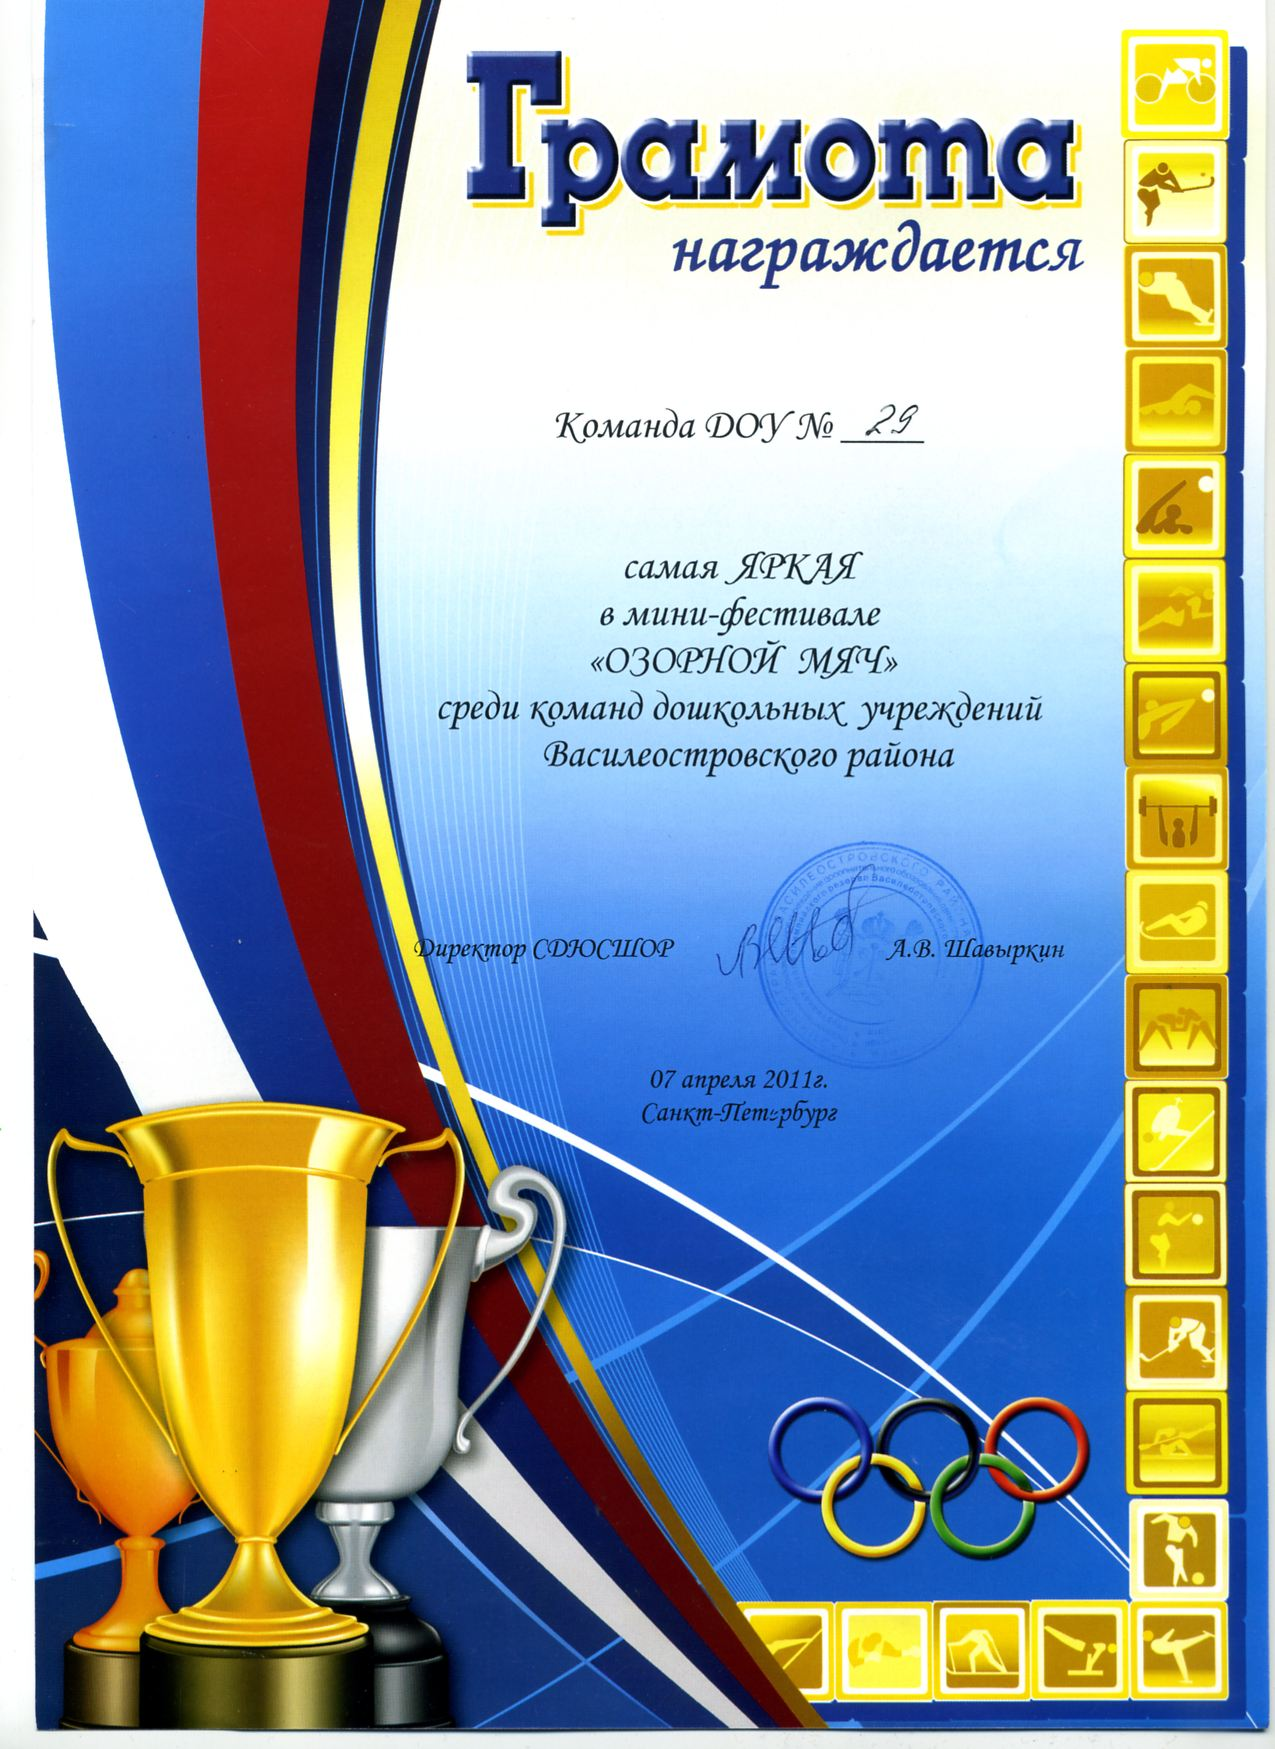 Грамота
награждается
Команда ДОУ № 29
самая ЯРКАЯ
в мини-фестивале
«ОЗОРНОЙ МЯЧ»
среди команд дошкольных учреждений
Василеостровского района
ВАСИЛЕОСТРОВСКОГО
Директор СДЮСШОР
А.В. Шавыркин
07 апреля 2011г.
Санкт-Петербург